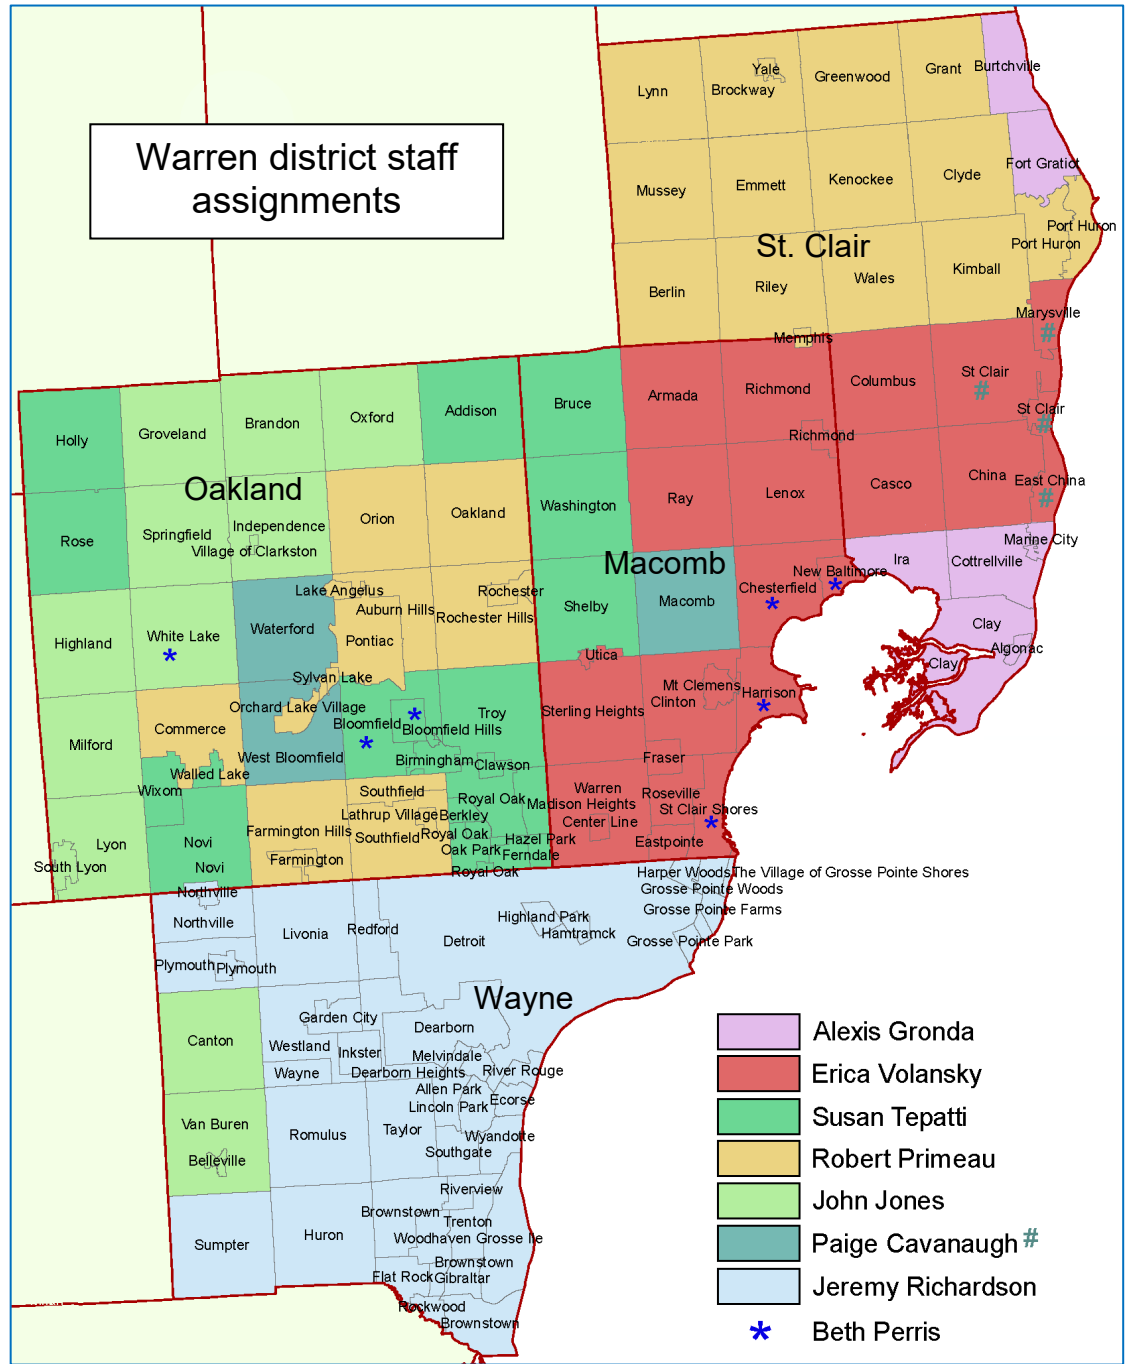 Warren district staff
assignments
Lynn
Yale
Brockway
Greenwood
Grant
Burtchville
Mussey
Emmett
Kenockee
Clyde
Fort Gratiot
Port Huron
Port Huron
St. Clair
Berlin
Riley
Wales
Kimball
Memphis
Marysville
#
Holly
Groveland
Brandon
Oxford
Addison
Bruce
Armada
Richmond
Columbus
St Clair
#
St Clair
#
Richmond
Oakland
Rose
Springfield
Independence
Village of Clarkston
Orion
Oakland
Washington
Ray
Lenox
Casco
China
East China
#
Macomb
Marine City
Highland
White Lake
*
Waterford
Lake Angelus
Auburn Hills
Pontiac
Rochester
Rochester Hills
Shelby
Macomb
Chesterfield
*
New Baltimore
*
Ira
Cottrellville
Clay
Algonac
Clay
Utica
Sylvan Lake
Milford
Commerce
Orchard Lake Village
Bloomfield
*
*
Bloomfield Hills
Troy
Sterling Heights
Mt Clemens
Clinton
Harrison
*
West Bloomfield
Birmingham
Clawson
Fraser
Walled Lake
Wixom
Southfield
Royal Oak
Warren
Madison Heights
Center Line
Roseville
St Clair Shores
*
Lyon
South Lyon
Novi
Novi
Farmington Hills
Farmington
Lathrup Village
Southfield
Berkley
Royal Oak
Oak Park
Hazel Park
Ferndale
Royal Oak
Eastpointe
Northville
Northville
Livonia
Redford
Detroit
Highland Park
Hamtramck
Harper Woods
The Village of Grosse Pointe Shores
Grosse Pointe Woods
Grosse Pointe Farms
Grosse Pointe Park
Plymouth
Plymouth
Wayne
Canton
Garden City
Westland
Inkster
Wayne
Dearborn
Melvindale
Dearborn Heights
River Rouge
Allen Park
Lincoln Park
Ecorse
Van Buren
Belleville
Romulus
Taylor
Wyandotte
Southgate
Sumpter
Huron
Riverview
Brownstown
Trenton
Woodhaven
Grosse Ile
Brownstown
Flat Rock
Gibraltar
Rockwood
Brownstown
Alexis Gronda
Erica Volansky
Susan Tepatti
Robert Primeau
John Jones
Paige Cavanaugh #
Jeremy Richardson
* Beth Perris